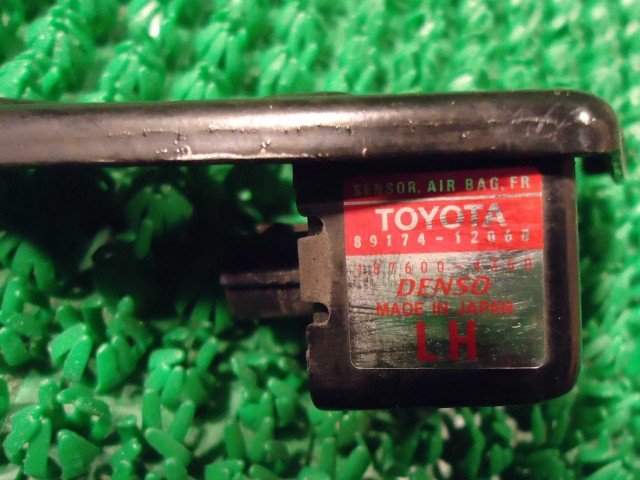 SENSOR, AIR BAG, FR
TOYOTA
89174-12060
DENSO
MADE IN JAPAN
LH